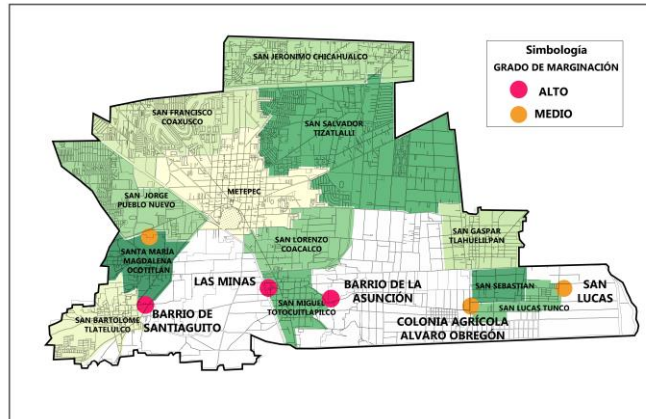 Simbología
GRADO DE MARGINACIÓN
ALTO
MEDIO
SAN JERÓNIMO CHICAHUALCO
SAN FRANCISCO
COAXUSCO
SAN SALVADOR
TIZATLALLI
METEPEC
SAN JORGE
PUEBLO NUEVO
SAN GASPAR
TLAHUELILPAN
SAN LORENZO
COACALCO
SANTA MARÍA
MAGDALENA
OCOTITLÁN
LAS MINAS
BARRIO DE LA
ASUNCIÓN
SAN SEBASTIÁN
SAN
LUCAS
SAN MIGUEL
TOTOCUITLAPILCO
SAN LUCAS TUNCO
BARRIO DE
SANTIAGUITO
SAN BARTOLOMÉ
TLATELULCO
COLONIA AGRÍCOLA
ALVARO OBREGÓN